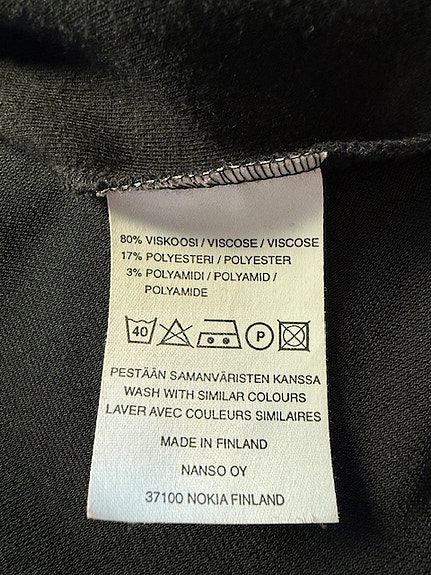 80% VISKOOSI / VISCOSE / VISCOSE
17% POLYESTERI / POLYESTER
3% POLYAMIDI / POLYAMID /
POLYAMIDE
40 P
PESTÄÄN SAMANVÄRISTEN KANSSA
WASH WITH SIMILAR COLOURS
LAVER AVEC COULEURS SIMILAIRES
MADE IN FINLAND
NANSO OY
37100 NOKIA FINLAND